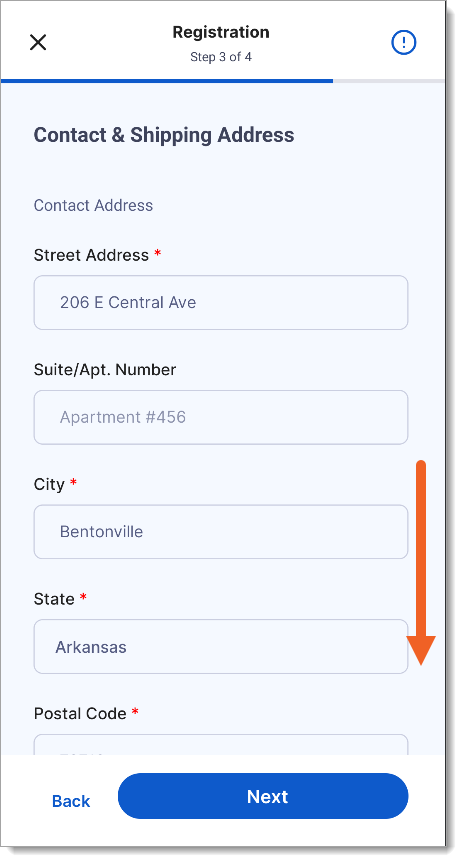 Registration
Step 3 of 4
Contact & Shipping Address
Contact Address
Street Address *
206 E Central Ave
Suite/Apt. Number
Apartment #456
City *
Bentonville
State *
Arkansas
Postal Code *
Back
Next